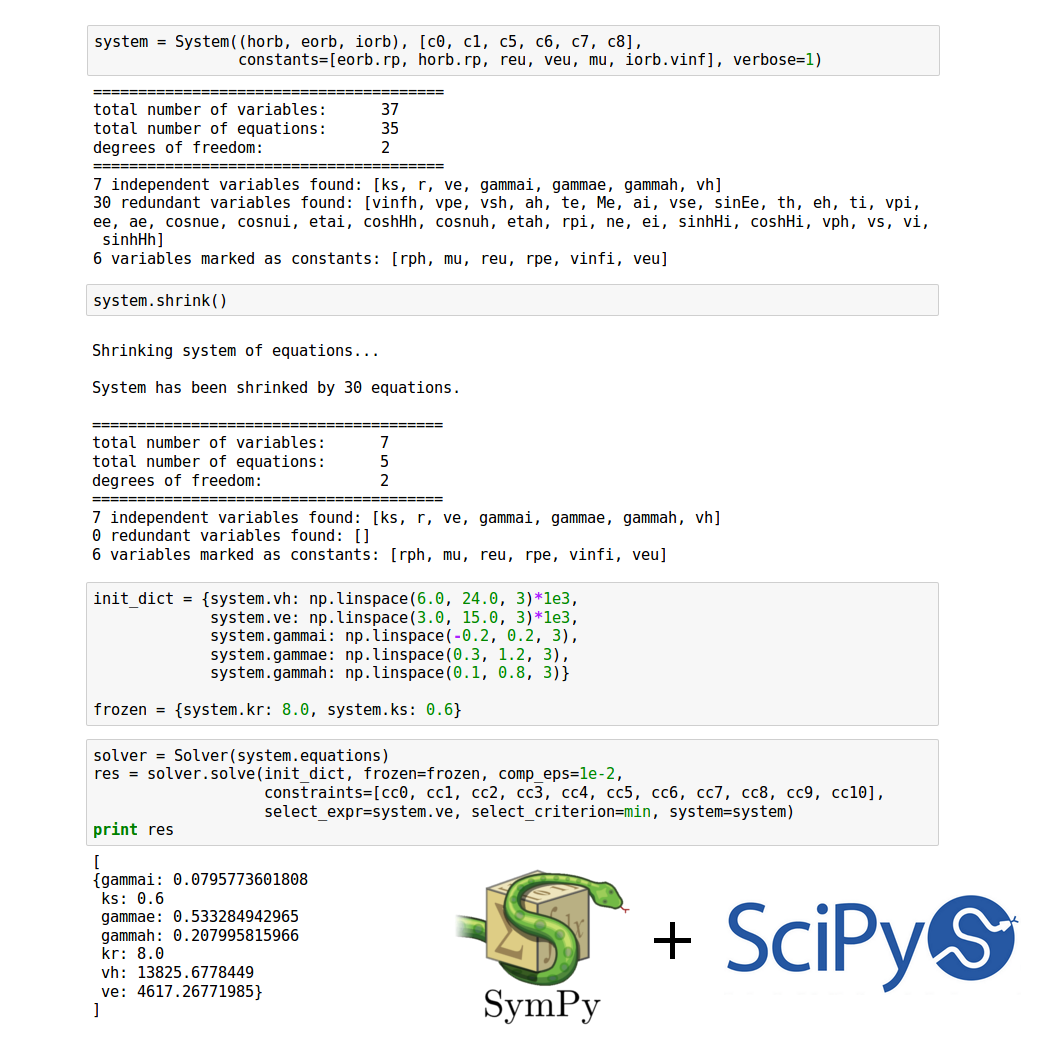 system = System((horb, eorb, iorb), [c0, c1, c5, c6, c7, c8],
                constants=[eorb.rp, horb.rp, reu, veu, mu, iorb.vinf], verbose=1)
=======================================
total number of variables:      37
total number of equations:      35
degrees of freedom:             2
=======================================
7 independent variables found: [ks, r, ve, gammai, gammae, gammah, vh]
30 redundant variables found: [vinfh, vpe, vsh, ah, te, Me, ai, vse, sinEe, th, eh, ti, vpi,
ee, ae, cosnue, cosnui, etai, coshHh, cosnuh, etah, rpi, ne, ei, sinhHi, coshHi, vph, vs, vi,
 sinhHh]
6 variables marked as constants: [rph, mu, reu, rpe, vinfi, veu]
system.shrink()
Shrinking system of equations...
System has been shrinked by 30 equations.
=======================================
total number of variables:      7
total number of equations:      5
degrees of freedom:             2
=======================================
7 independent variables found: [ks, r, ve, gammai, gammae, gammah, vh]
0 redundant variables found: []
6 variables marked as constants: [rph, mu, reu, rpe, vinfi, veu]
init_dict = {system.vh: np.linspace(6.0, 24.0, 3)*1e3,
             system.ve: np.linspace(3.0, 15.0, 3)*1e3,
             system.gammai: np.linspace(-0.2, 0.2, 3),
             system.gammae: np.linspace(0.3, 1.2, 3),
             system.gammah: np.linspace(0.1, 0.8, 3)}
frozen = {system.kr: 8.0, system.ks: 0.6}
solver = Solver(system.equations)
res = solver.solve(init_dict, frozen=frozen, comp_eps=1e-2,
                   constraints=[cc0, cc1, cc2, cc3, cc4, cc5, cc6, cc7, cc8, cc9, cc10],
                   select_expr=system.ve, select_criterion=min, system=system)
print res
[
{gammai: 0.0795773601808
 ks: 0.6
 gammae: 0.533284942965
 gammah: 0.207995815966
 kr: 8.0
 vh: 13825.6778449
 ve: 4617.26771985}
]
SymPy
+
SciPy